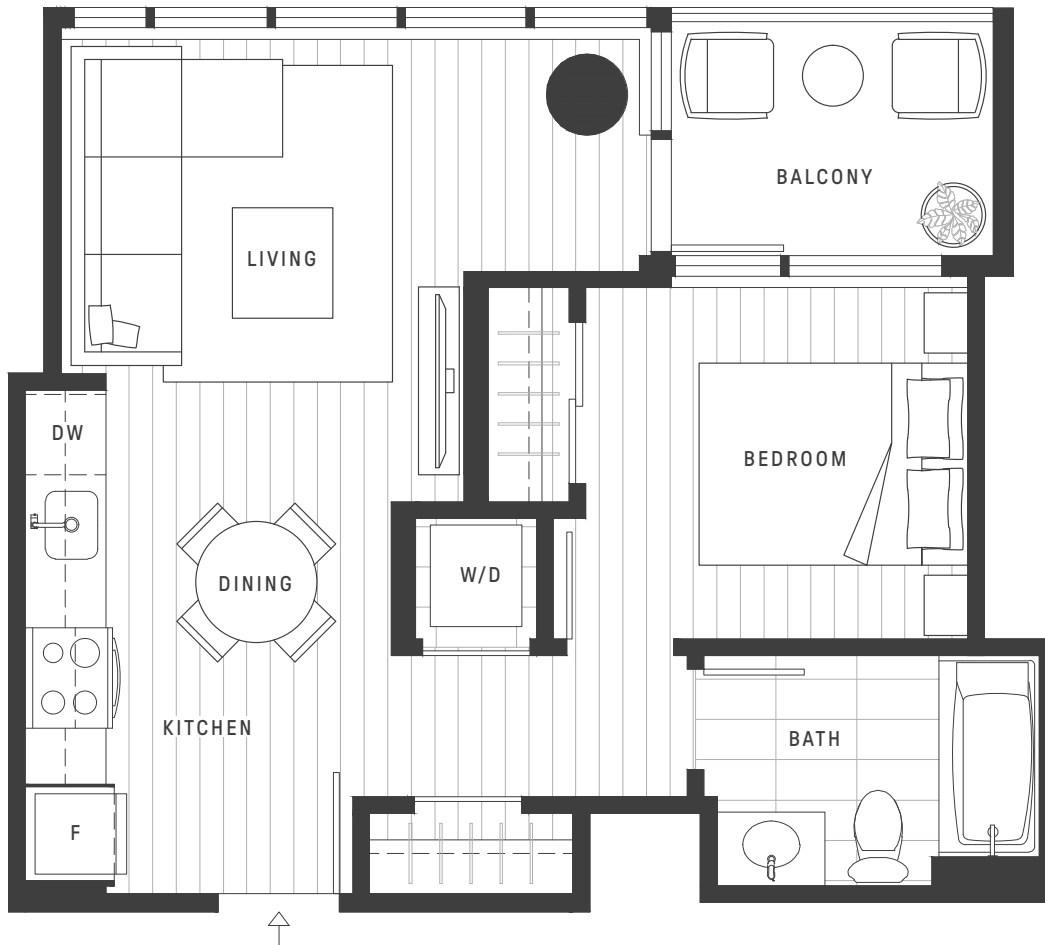 BALCONY
LIVING
DW
BEDROOM
W/D
DINING
KITCHEN
BATH
F